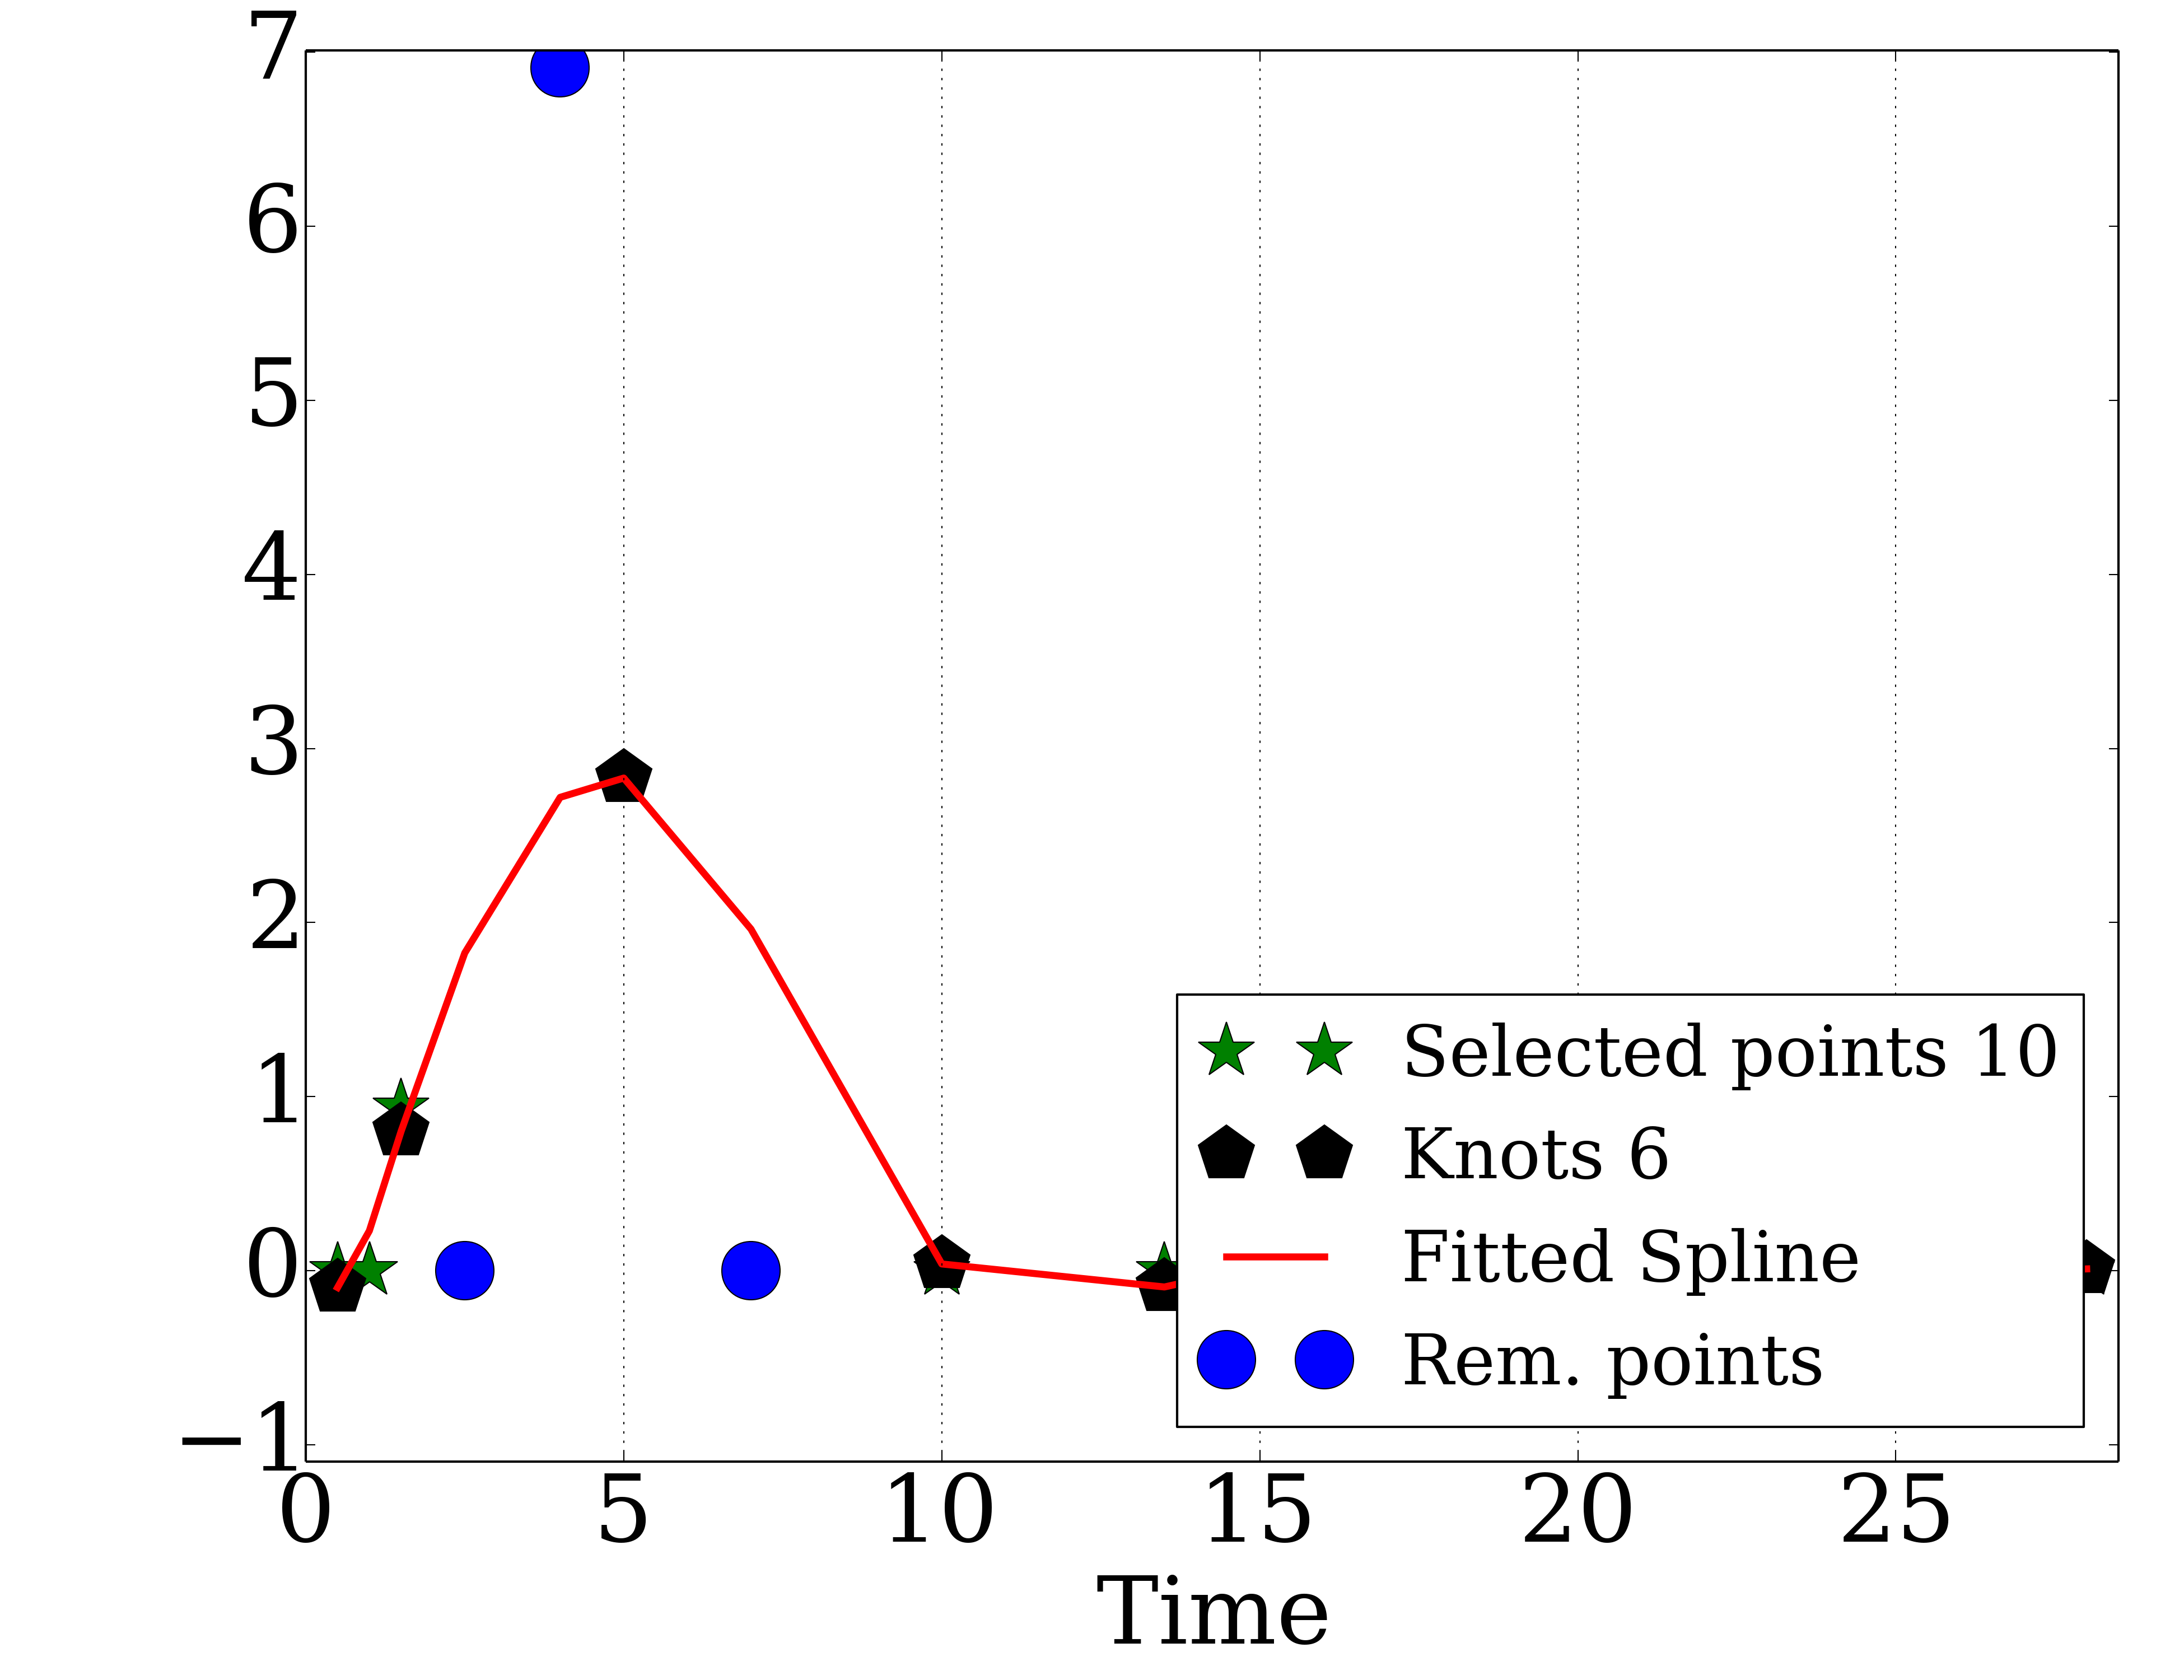 7
6
5
4
3
2
1
0
−1
Selected points 10
Knots 6
Fitted Spline
Rem. points
0 5 10 15 20 25
Time